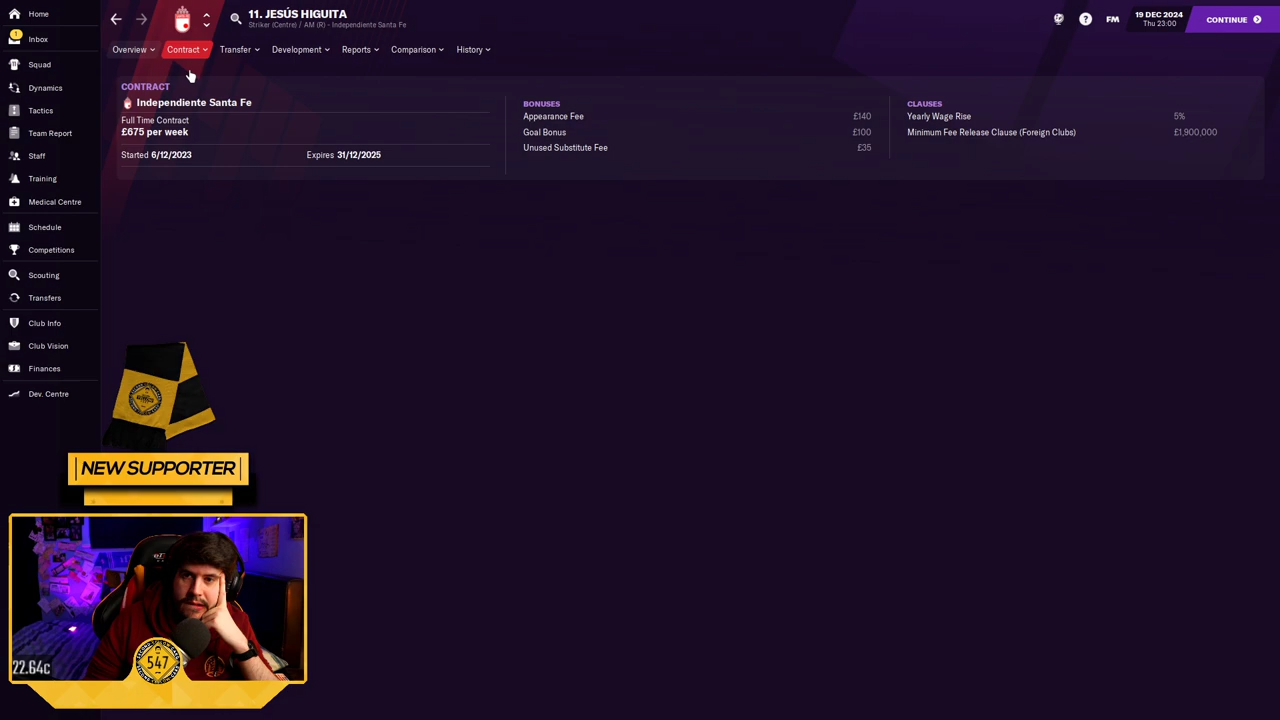 Home
1
Inbox
Squad
Dynamics
Tactics
Team Report
Staff
Training
Medical Centre
Schedule
Competitions
Scouting
Transfers
Club Info
Club Vision
Finances
Dev. Centre
11. JESÚS HIGUITA
Striker (Centre) / AM (R) - Independiente Santa Fe
FM
19 DEC 2024
Thu 23:00
CONTINUE
Overview
Contract
Transfer
Development
Reports
Comparison
History
CONTRACT
Independiente Santa Fe
Full Time Contract
£675 per week
Started 6/12/2023
Expires 31/12/2025
BONUSES
Appearance Fee £140
Goal Bonus £100
Unused Substitute Fee £35
CLAUSES
Yearly Wage Rise 5%
Minimum Fee Release Clause (Foreign Clubs) £1,900,000
NEW SUPPORTER
22.64c
547